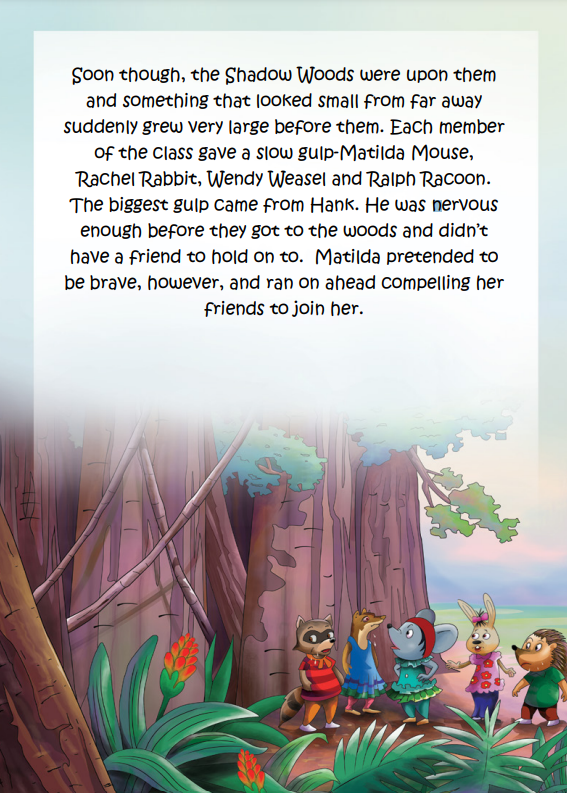 Soon though, the Shadow Woods were upon them
and something that looked small from far away
suddenly grew very large before them. Each member
of the class gave a slow gulp-Matilda Mouse,
Rachel Rabbit, Wendy Weasel and Ralph Racoon.
The biggest gulp came from Hank. He was nervous
enough before they got to the woods and didn't
have a friend to hold on to.  Matilda pretended to
be brave, however, and ran on ahead compelling her
friends to join her.